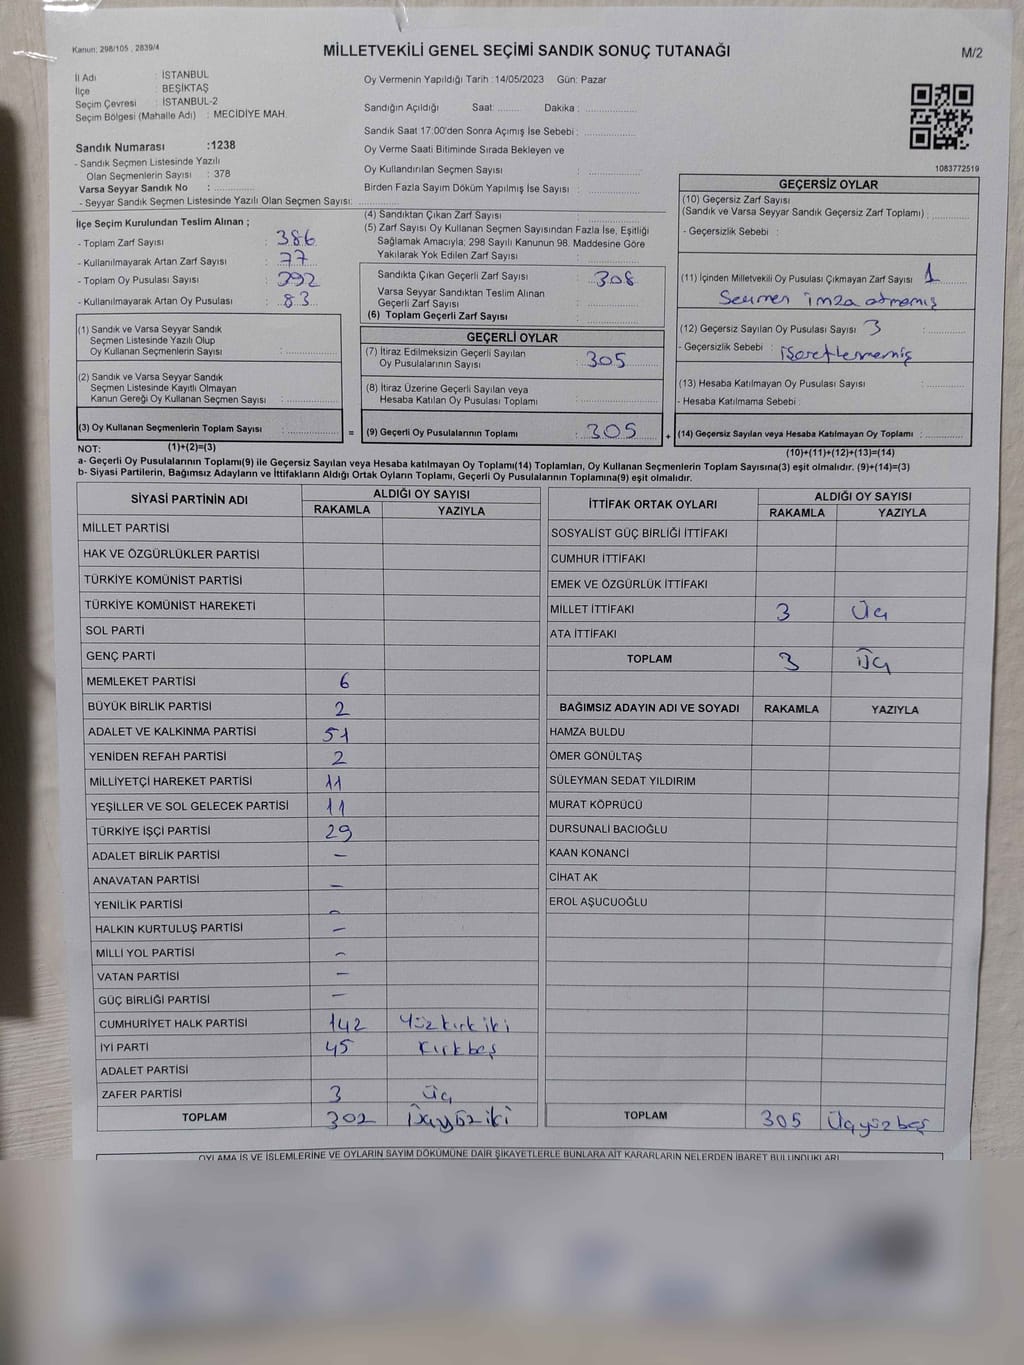 Kanun: 298/105 , 2839/4
MİLLETVEKİLİ GENEL SEÇİMİ SANDIK SONUÇ TUTANAĞI
M/2
İl Adı : İSTANBUL
İlçe : BEŞİKTAŞ
Seçim Çevresi : İSTANBUL-2
Seçim Bölgesi (Mahalle Adı) : MECİDİYE MAH.
Sandık Numarası :1238
- Sandık Seçmen Listesinde Yazılı
Olan Seçmenlerin Sayısı : 378
Varsa Seyyar Sandık No : ..............
- Seyyar Sandık Seçmen Listesinde Yazılı Olan Seçmen Sayısı: ..............
Oy Vermenin Yapıldığı Tarih :14/05/2023 Gün: Pazar
Sandığın Açıldığı Saat: ........ Dakika : ..................
Sandık Saat 17:00'den Sonra Açımış İse Sebebi : ..................
Oy Verme Saati Bitiminde Sırada Bekleyen ve
Oy Kullandırılan Seçmen Sayısı : ..................
Birden Fazla Sayım Döküm Yapılmış İse Sayısı : ..................
1083772519
İlçe Seçim Kurulundan Teslim Alınan ;
- Toplam Zarf Sayısı : 386
- Kullanılmayarak Artan Zarf Sayısı : 77
- Toplam Oy Pusulası Sayısı : 392
- Kullanılmayarak Artan Oy Pusulası : 83
(1) Sandık ve Varsa Seyyar Sandık
Seçmen Listesinde Yazılı Olup
Oy Kullanan Seçmenlerin Sayısı : ..............
(2) Sandık ve Varsa Seyyar Sandık
Seçmen Listesinde Kayıtlı Olmayan
Kanun Gereği Oy Kullanan Seçmen Sayısı : ..............
(3) Oy Kullanan Seçmenlerin Toplam Sayısı : ..............
(1)+(2)=(3)
(4) Sandıktan Çıkan Zarf Sayısı : ..................
(5) Zarf Sayısı Oy Kullanan Seçmen Sayısından Fazla İse, Eşitliği
Sağlamak Amacıyla; 298 Sayılı Kanunun 98. Maddesine Göre
Yakılarak Yok Edilen Zarf Sayısı : ..................
Sandıkta Çıkan Geçerli Zarf Sayısı : 308
Varsa Seyyar Sandıktan Teslim Alınan
Geçerli Zarf Sayısı : ..................
(6) Toplam Geçerli Zarf Sayısı : ..................
GEÇERLİ OYLAR
(7) İtiraz Edilmeksizin Geçerli Sayılan
Oy Pusulalarının Sayısı : 305
(8) İtiraz Üzerine Geçerli Sayılan veya
Hesaba Katılan Oy Pusulası Toplamı : ..................
= (9) Geçerli Oy Pusulalarının Toplamı : 305 +
GEÇERSİZ OYLAR
(10) Geçersiz Zarf Sayısı
(Sandık ve Varsa Seyyar Sandık Geçersiz Zarf Toplamı) : ..............
- Geçersizlik Sebebi :
(11) İçinden Milletvekili Oy Pusulası Çıkmayan Zarf Sayısı 1
Seçmen imza atmamış
(12) Geçersiz Sayılan Oy Pusulası Sayısı 3 : ..............
- Geçersizlik Sebebi : işaretlenmemiş
(13) Hesaba Katılmayan Oy Pusulası Sayısı : ..............
- Hesaba Katılmama Sebebi :
(14) Geçersiz Sayılan veya Hesaba Katılmayan Oy Toplamı : ..............
(10)+(11)+(12)+(13)=(14)
NOT:
a- Geçerli Oy Pusulalarının Toplamı(9) ile Geçersiz Sayılan veya Hesaba katılmayan Oy Toplamı(14) Toplamları, Oy Kullanan Seçmenlerin Toplam Sayısına(3) eşit olmalıdır. (9)+(14)=(3)
b- Siyasi Partilerin, Bağımsız Adayların ve İttifakların Aldığı Ortak Oyların Toplamı, Geçerli Oy Pusulalarının Toplamına(9) eşit olmalıdır.
SİYASİ PARTİNİN ADI ALDIĞI OY SAYISI
RAKAMLA YAZIYLA
MİLLET PARTİSİ
HAK VE ÖZGÜRLÜKLER PARTİSİ
TÜRKİYE KOMÜNİST PARTİSİ
TÜRKİYE KOMÜNİST HAREKETİ
SOL PARTİ
GENÇ PARTİ
MEMLEKET PARTİSİ 6
BÜYÜK BİRLİK PARTİSİ 2
ADALET VE KALKINMA PARTİSİ 51
YENİDEN REFAH PARTİSİ 2
MİLLİYETÇİ HAREKET PARTİSİ 11
YEŞİLLER VE SOL GELECEK PARTİSİ 11
TÜRKİYE İŞÇİ PARTİSİ 29
ADALET BİRLİK PARTİSİ –
ANAVATAN PARTİSİ –
YENİLİK PARTİSİ –
HALKIN KURTULUŞ PARTİSİ –
MİLLİ YOL PARTİSİ –
VATAN PARTİSİ –
GÜÇ BİRLİĞİ PARTİSİ –
CUMHURİYET HALK PARTİSİ 142 Yüzkırkiki
İYİ PARTİ 45 Kırkbeş
ADALET PARTİSİ
ZAFER PARTİSİ 3 Üç
TOPLAM 302 Üçyüziki
İTTİFAK ORTAK OYLARI ALDIĞI OY SAYISI
RAKAMLA YAZIYLA
SOSYALİST GÜÇ BİRLİĞİ İTTİFAKI
CUMHUR İTTİFAKI
EMEK VE ÖZGÜRLÜK İTTİFAKI
MİLLET İTTİFAKI 3 Üç
ATA İTTİFAKI
TOPLAM 3 Üç
BAĞIMSIZ ADAYIN ADI VE SOYADI RAKAMLA YAZIYLA
HAMZA BULDU
ÖMER GÖNÜLTAŞ
SÜLEYMAN SEDAT YILDIRIM
MURAT KÖPRÜCÜ
DURSUNALİ BACIOĞLU
KAAN KONANCİ
CİHAT AK
EROL AŞUCUOĞLU
TOPLAM 305 Üçyüzbeş
OYLAMA İŞ VE İŞLEMLERİNE VE OYLARIN SAYIM DÖKÜMÜNE DAİR ŞİKAYETLERLE BUNLARA AİT KARARLARIN NELERDEN İBARET BULUNDUKLARI